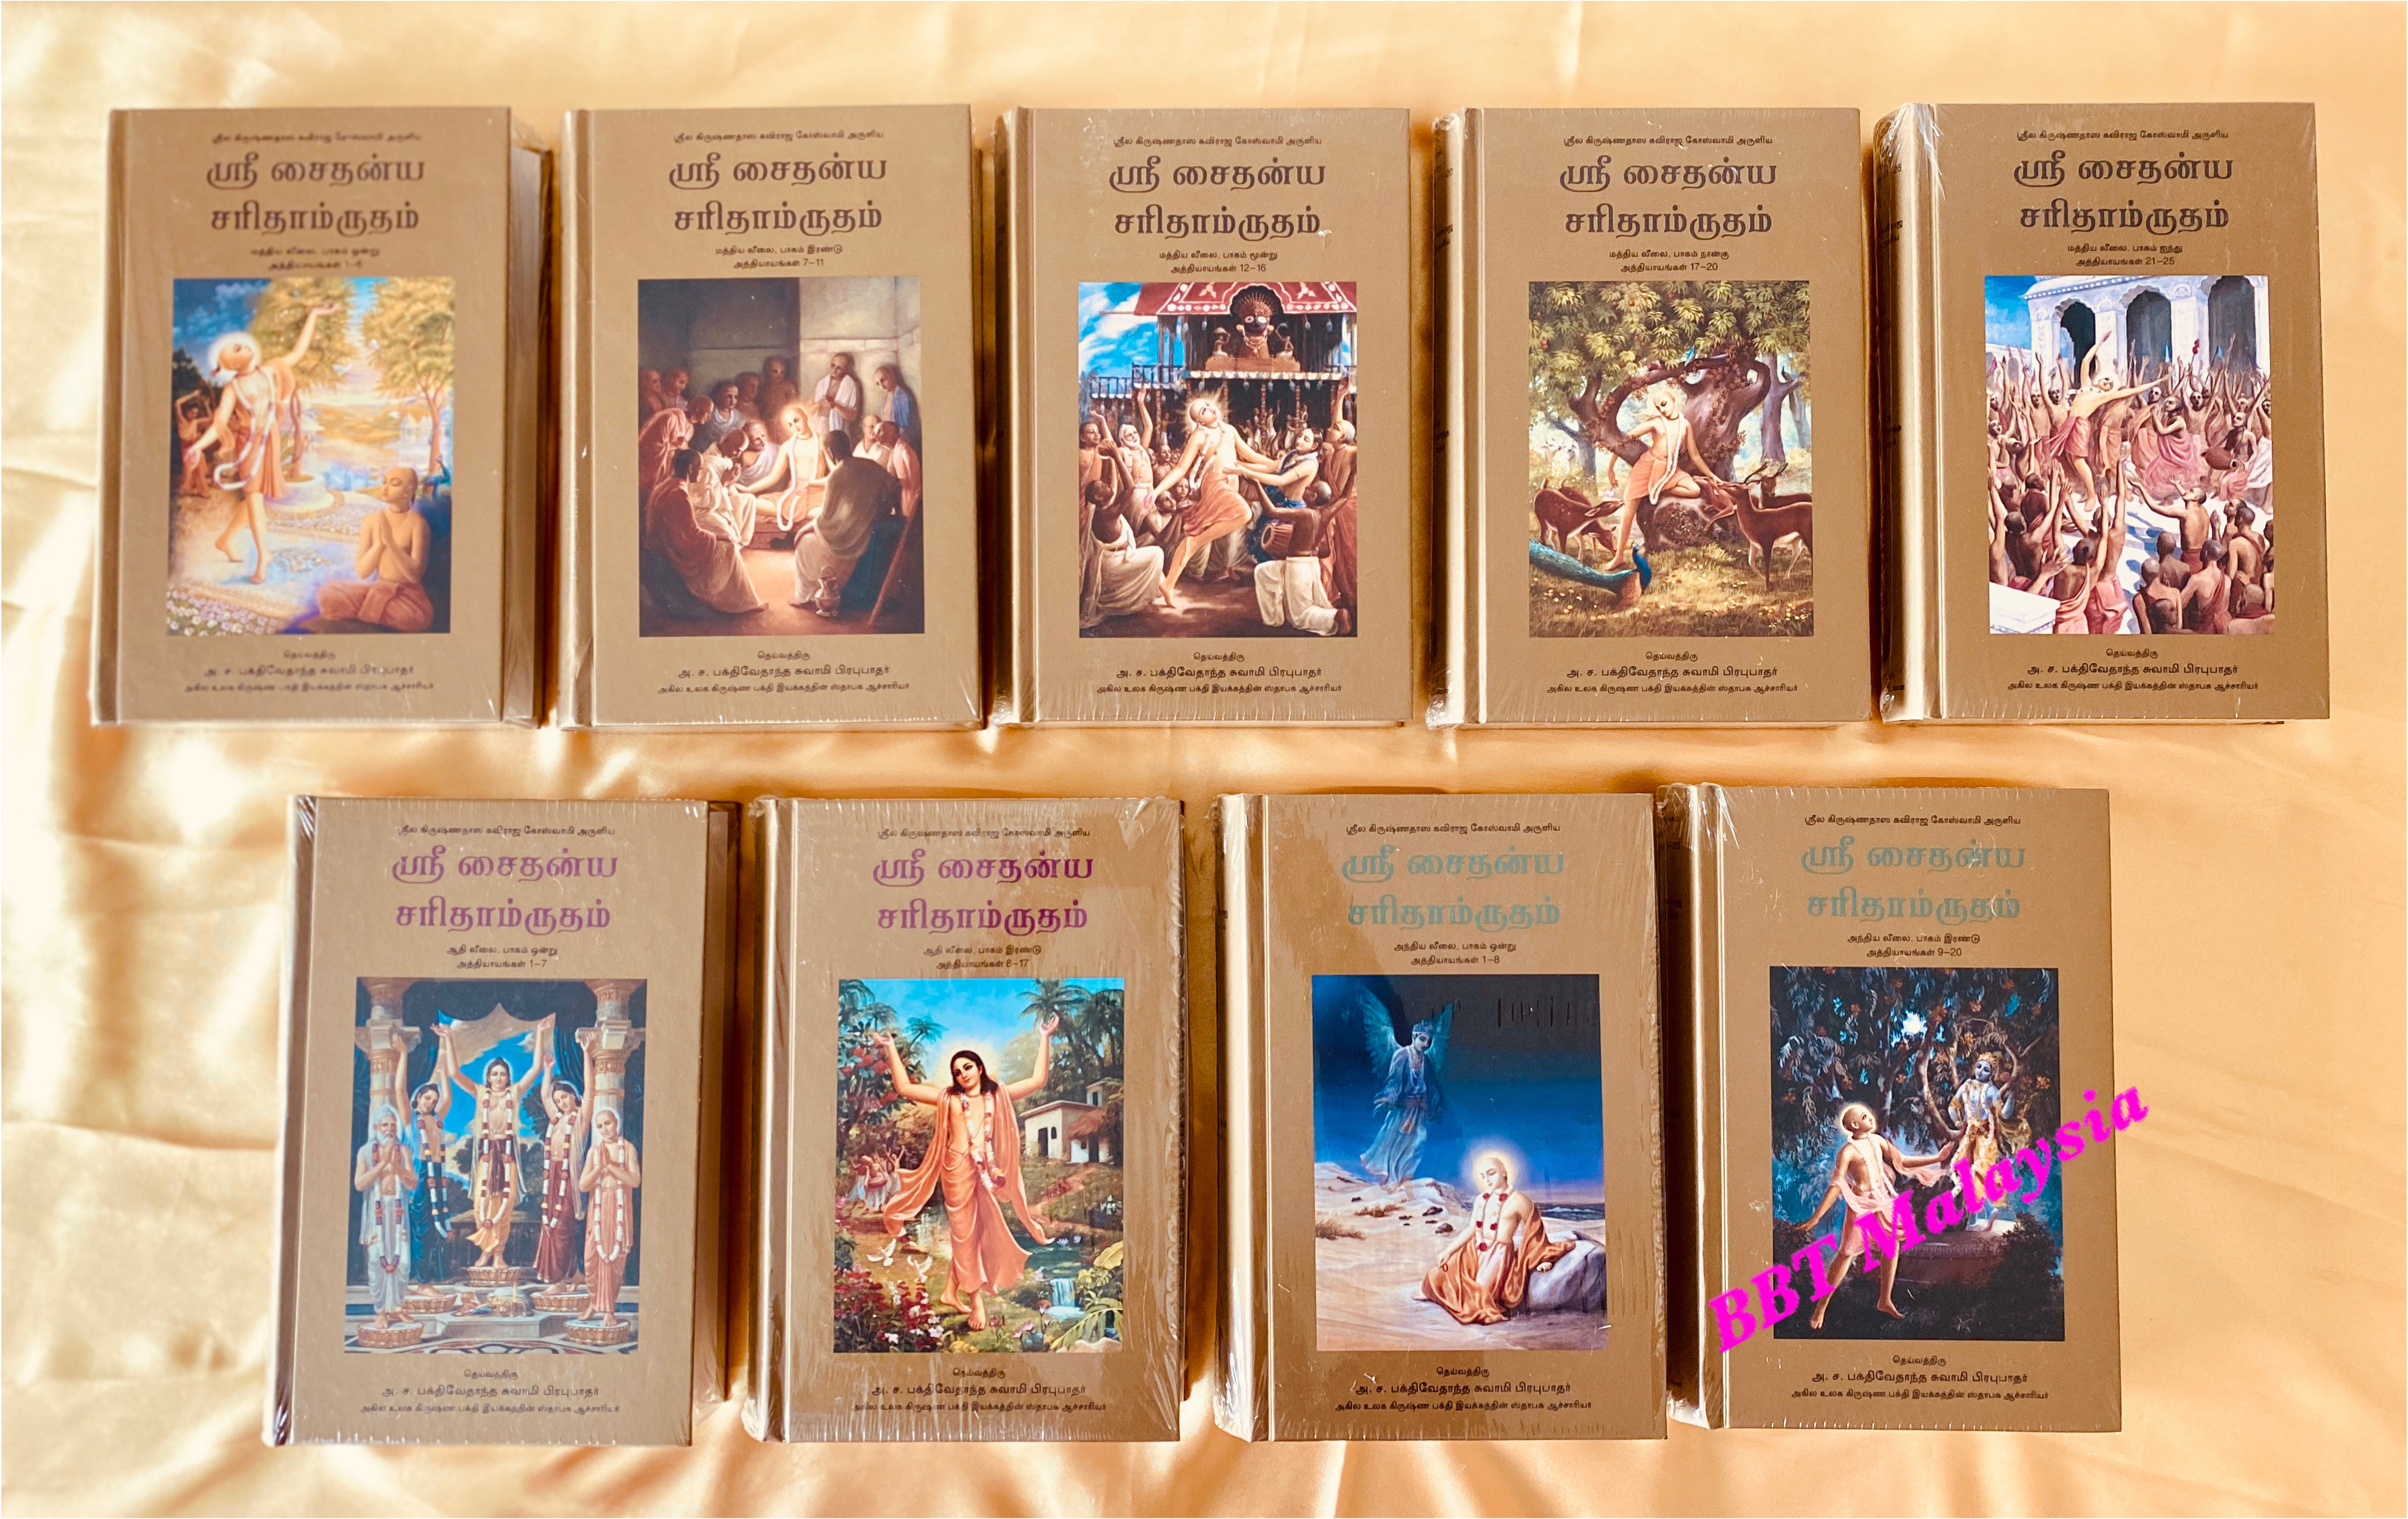 ஸ்ரீல கிருஷ்ணதாஸ கவிராஜ கோஸ்வாமி அருளிய
ஸ்ரீ சைதன்ய
சரிதாம்ருதம்
மத்திய லீலை, பாகம் ஒன்று
அத்தியாயங்கள் 1–6
தெய்வத்திரு
அ. ச. பக்திவேதாந்த சுவாமி பிரபுபாதர்
அகில உலக கிருஷ்ண பக்தி இயக்கத்தின் ஸ்தாபக ஆச்சாரியர்
ஸ்ரீல கிருஷ்ணதாஸ கவிராஜ கோஸ்வாமி அருளிய
ஸ்ரீ சைதன்ய
சரிதாம்ருதம்
மத்திய லீலை, பாகம் இரண்டு
அத்தியாயங்கள் 7–11
தெய்வத்திரு
அ. ச. பக்திவேதாந்த சுவாமி பிரபுபாதர்
அகில உலக கிருஷ்ண பக்தி இயக்கத்தின் ஸ்தாபக ஆச்சாரியர்
ஸ்ரீல கிருஷ்ணதாஸ கவிராஜ கோஸ்வாமி அருளிய
ஸ்ரீ சைதன்ய
சரிதாம்ருதம்
மத்திய லீலை, பாகம் மூன்று
அத்தியாயங்கள் 12–16
தெய்வத்திரு
அ. ச. பக்திவேதாந்த சுவாமி பிரபுபாதர்
அகில உலக கிருஷ்ண பக்தி இயக்கத்தின் ஸ்தாபக ஆச்சாரியர்
ஸ்ரீல கிருஷ்ணதாஸ கவிராஜ கோஸ்வாமி அருளிய
ஸ்ரீ சைதன்ய
சரிதாம்ருதம்
மத்திய லீலை, பாகம் நான்கு
அத்தியாயங்கள் 17–20
தெய்வத்திரு
அ. ச. பக்திவேதாந்த சுவாமி பிரபுபாதர்
அகில உலக கிருஷ்ண பக்தி இயக்கத்தின் ஸ்தாபக ஆச்சாரியர்
ஸ்ரீல கிருஷ்ணதாஸ கவிராஜ கோஸ்வாமி அருளிய
ஸ்ரீ சைதன்ய
சரிதாம்ருதம்
மத்திய லீலை, பாகம் ஐந்து
அத்தியாயங்கள் 21–25
தெய்வத்திரு
அ. ச. பக்திவேதாந்த சுவாமி பிரபுபாதர்
அகில உலக கிருஷ்ண பக்தி இயக்கத்தின் ஸ்தாபக ஆச்சாரியர்
ஸ்ரீல கிருஷ்ணதாஸ கவிராஜ கோஸ்வாமி அருளிய
ஸ்ரீ சைதன்ய
சரிதாம்ருதம்
ஆதி லீலை, பாகம் ஒன்று
அத்தியாயங்கள் 1–7
தெய்வத்திரு
அ. ச. பக்திவேதாந்த சுவாமி பிரபுபாதர்
அகில உலக கிருஷ்ண பக்தி இயக்கத்தின் ஸ்தாபக ஆச்சாரியர்
ஸ்ரீல கிருஷ்ணதாஸ கவிராஜ கோஸ்வாமி அருளிய
ஸ்ரீ சைதன்ய
சரிதாம்ருதம்
ஆதி லீலை, பாகம் இரண்டு
அத்தியாயங்கள் 8–17
தெய்வத்திரு
அ. ச. பக்திவேதாந்த சுவாமி பிரபுபாதர்
அகில உலக கிருஷ்ண பக்தி இயக்கத்தின் ஸ்தாபக ஆச்சாரியர்
ஸ்ரீல கிருஷ்ணதாஸ கவிராஜ கோஸ்வாமி அருளிய
ஸ்ரீ சைதன்ய
சரிதாம்ருதம்
அந்திய லீலை, பாகம் ஒன்று
அத்தியாயங்கள் 1–8
தெய்வத்திரு
அ. ச. பக்திவேதாந்த சுவாமி பிரபுபாதர்
அகில உலக கிருஷ்ண பக்தி இயக்கத்தின் ஸ்தாபக ஆச்சாரியர்
ஸ்ரீல கிருஷ்ணதாஸ கவிராஜ கோஸ்வாமி அருளிய
ஸ்ரீ சைதன்ய
சரிதாம்ருதம்
அந்திய லீலை, பாகம் இரண்டு
அத்தியாயங்கள் 9–20
தெய்வத்திரு
அ. ச. பக்திவேதாந்த சுவாமி பிரபுபாதர்
அகில உலக கிருஷ்ண பக்தி இயக்கத்தின் ஸ்தாபக ஆச்சாரியர்
BBT Malaysia